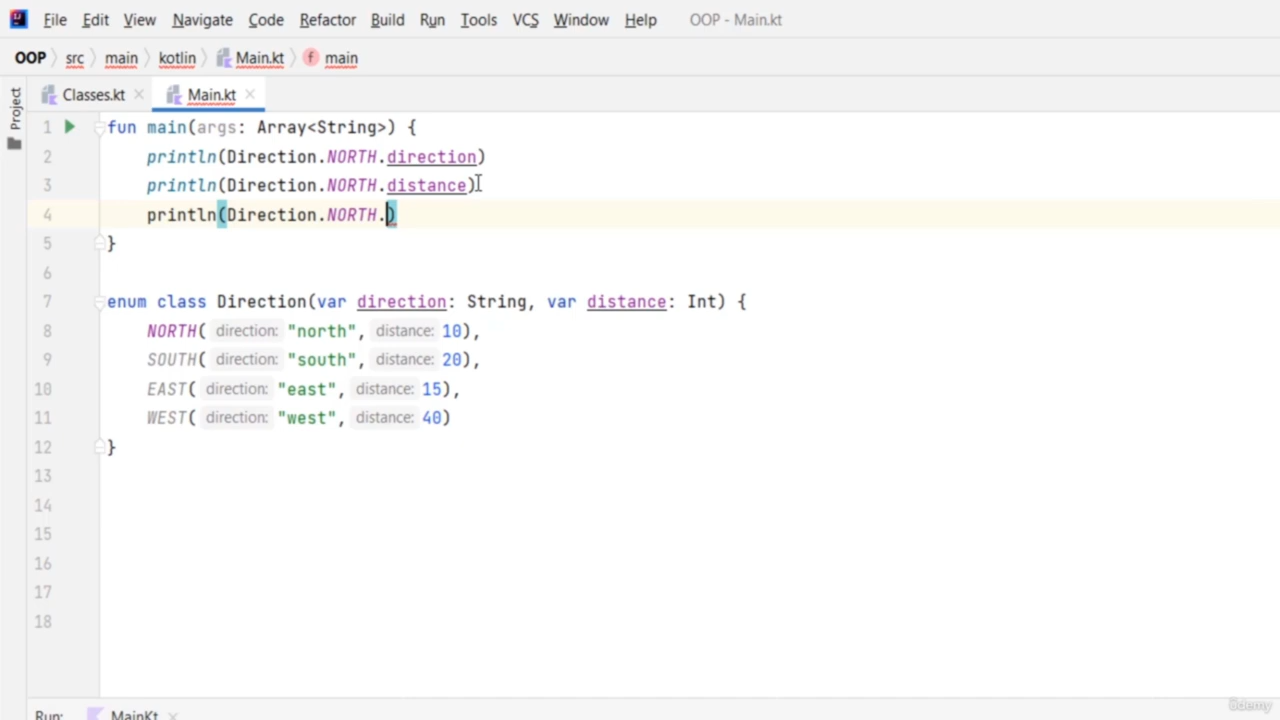 File Edit View Navigate Code Refactor Build Run Tools VCS Window Help OOP - Main.kt
OOP src main kotlin Main.kt f main
Classes.kt Main.kt
Project
1 fun main(args: Array<String>) {
2 println(Direction.NORTH.direction)
3 println(Direction.NORTH.distance)
4 println(Direction.NORTH.)
5 }
6
7 enum class Direction(var direction: String, var distance: Int) {
8 NORTH( direction: "north", distance: 10),
9 SOUTH( direction: "south", distance: 20),
10 EAST( direction: "east", distance: 15),
11 WEST( direction: "west", distance: 40)
12 }
13
14
15
16
17
18
Run: MainKt
ûdemy